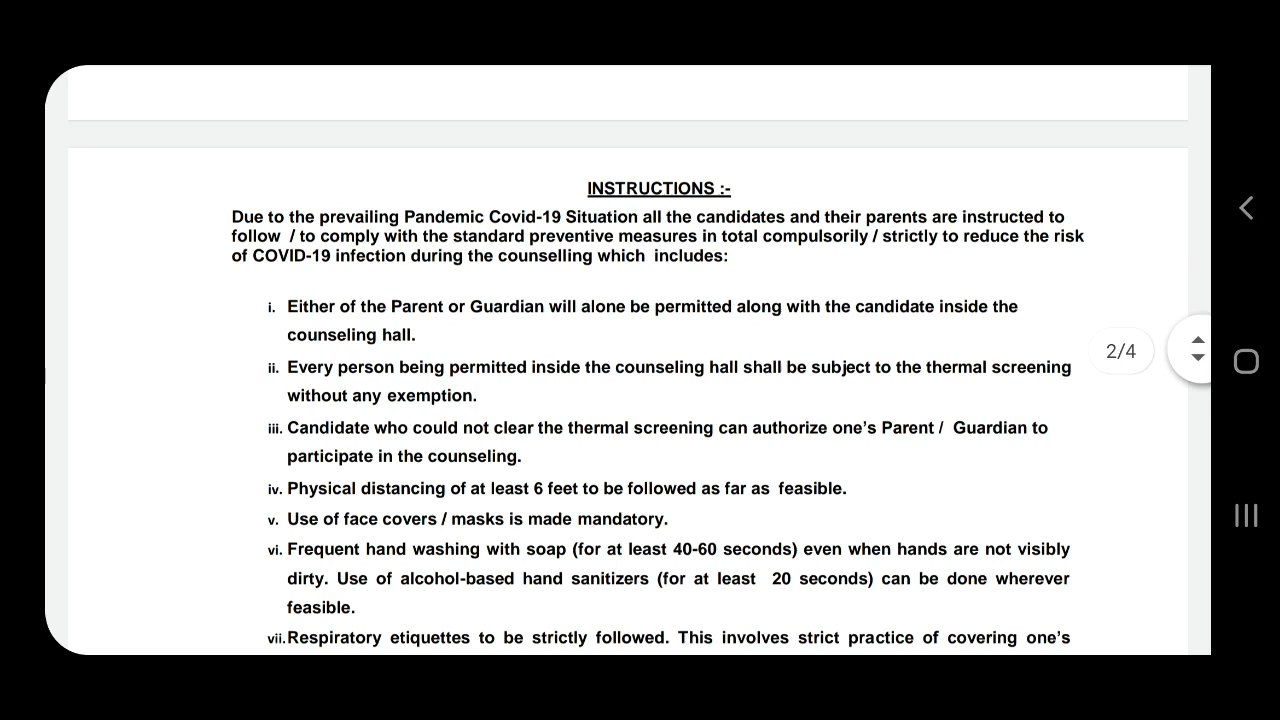 INSTRUCTIONS :-
Due to the prevailing Pandemic Covid-19 Situation all the candidates and their parents are instructed to
follow / to comply with the standard preventive measures in total compulsorily / strictly to reduce the risk
of COVID-19 infection during the counselling which includes:
i. Either of the Parent or Guardian will alone be permitted along with the candidate inside the
counseling hall.
ii. Every person being permitted inside the counseling hall shall be subject to the thermal screening
without any exemption.
2/4
iii. Candidate who could not clear the thermal screening can authorize one's Parent / Guardian to
participate in the counseling.
iv. Physical distancing of at least 6 feet to be followed as far as feasible.
v. Use of face covers / masks is made mandatory.
vi. Frequent hand washing with soap (for at least 40-60 seconds) even when hands are not visibly
dirty. Use of alcohol-based hand sanitizers (for at least 20 seconds) can be done wherever
feasible.
vii. Respiratory etiquettes to be strictly followed. This involves strict practice of covering one's